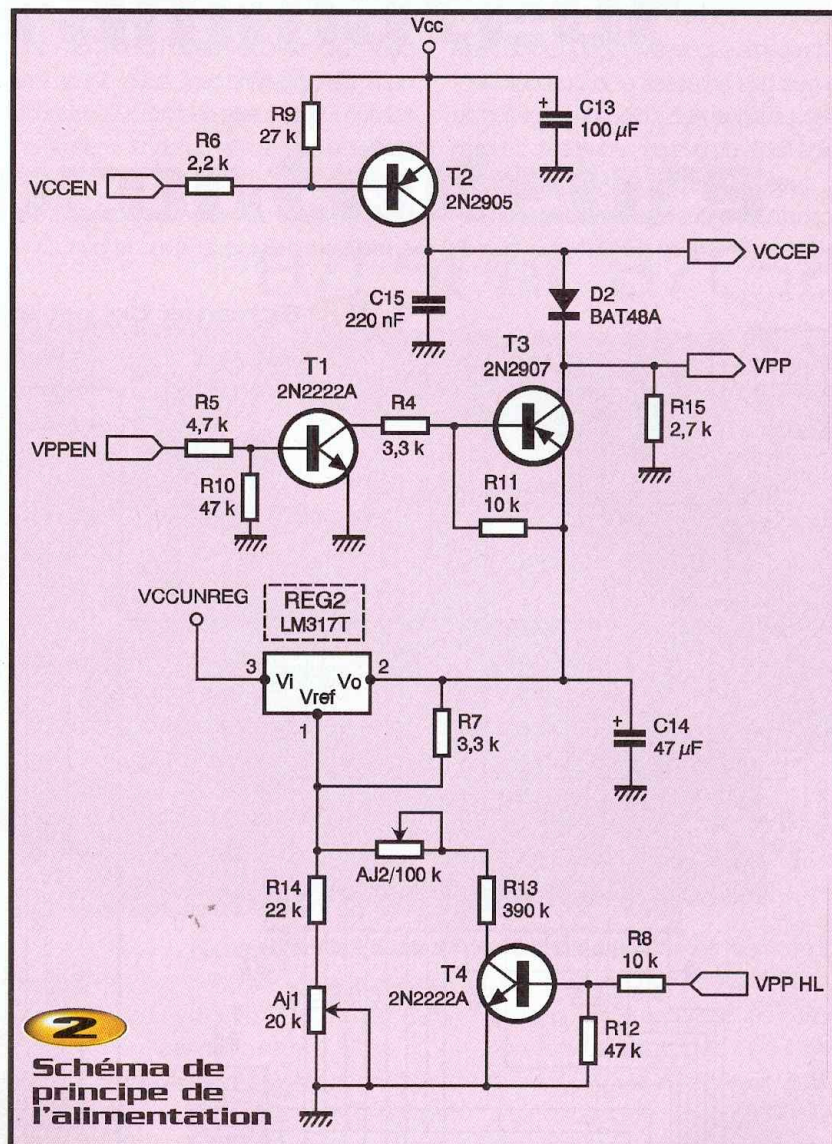 Vcc
R9
27 k
C13
100 µF
+
R6
2,2 k
VCCEN
T2
2N2905
VCCEP
C15
220 nF
D2
BAT48A
T1
2N2222A
R4
3,3 k
T3
2N2907
VPP
R5
4,7 k
VPPEN
R15
2,7 k
R10
47 k
R11
10 k
VCCUNREG
REG2
LM317T
3
Vi
Vo
2
Vref
1
R7
3,3 k
+
C14
47 µF
AJ2/100 k
R14
22 k
R13
390 k
R8
10 k
T4
2N2222A
VPP HL
Aj1
20 k
R12
47 k
2
Schéma de
principe de
l'alimentation